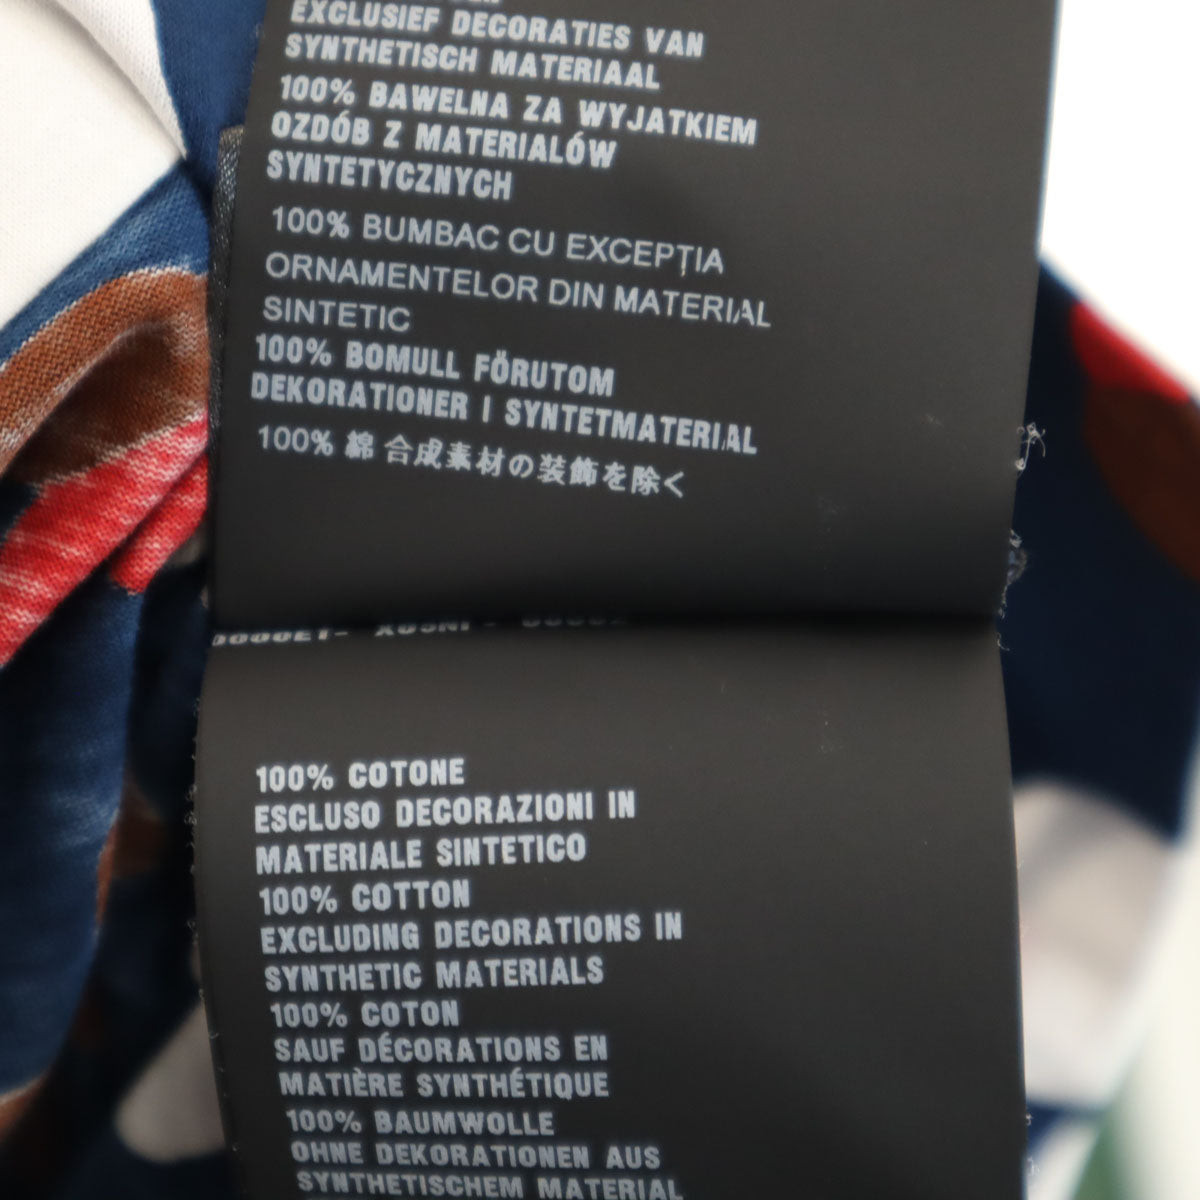 EXCLUSIEF DECORATIES VAN
SYNTHETISCH MATERIAAL
100% BAWELNA ZA WYJATKIEM
OZDÓB Z MATERIALÓW
SYNTETYCZNYCH
100% BUMBAC CU EXCEPȚIA
ORNAMENTELOR DIN MATERIAL
SINTETIC
100% BOMULL FÖRUTOM
DEKORATIONER I SYNTETMATERIAL
100% 綿 合成素材の装飾を除く
100% COTONE
ESCLUSO DECORAZIONI IN
MATERIALE SINTETICO
100% COTTON
EXCLUDING DECORATIONS IN
SYNTHETIC MATERIALS
100% COTON
SAUF DÉCORATIONS EN
MATIÈRE SYNTHÉTIQUE
100% BAUMWOLLE
OHNE DEKORATIONEN AUS
SYNTHETISCHEM MATERIAL